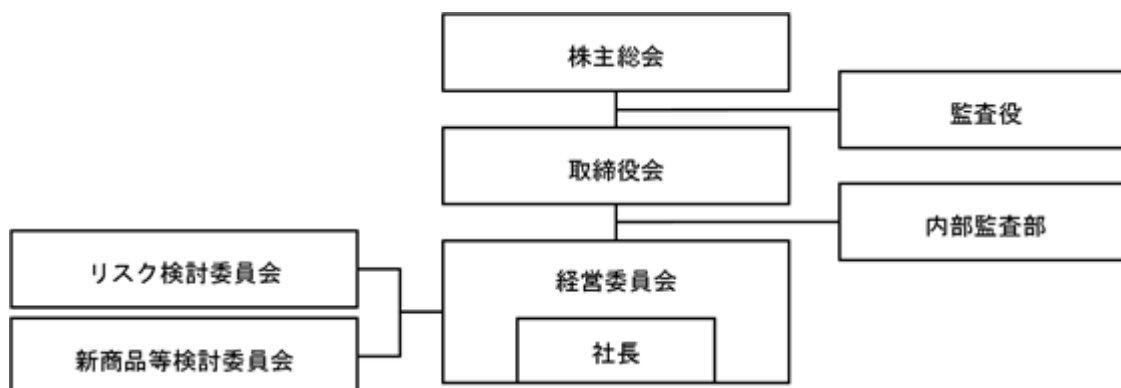 株主総会
監査役
取締役会
内部監査部
リスク検討委員会
経営委員会
新商品等検討委員会
社長